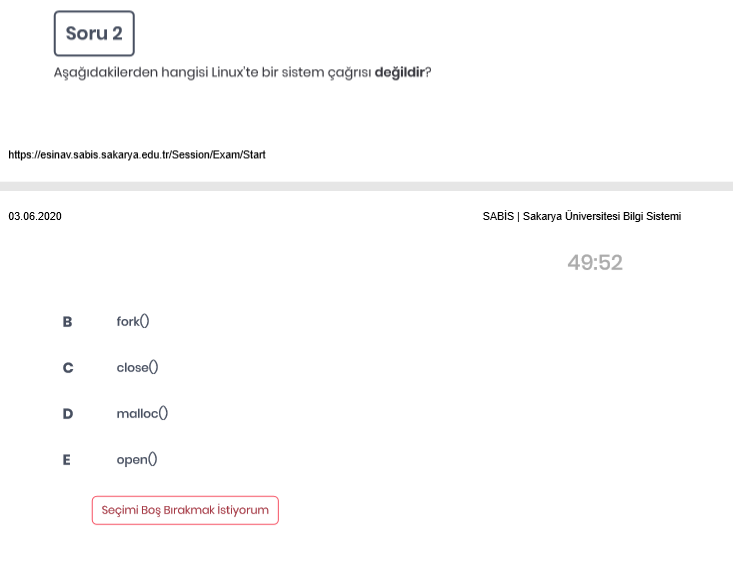 Soru 2
Aşağıdakilerden hangisi Linux'te bir sistem çağrısı değildir?
https://esinav.sabis.sakarya.edu.tr/Session/Exam/Start
03.06.2020 SABİS | Sakarya Üniversitesi Bilgi Sistemi
49:52
B fork()
C close()
D malloc()
E open()
Seçimi Boş Bırakmak İstiyorum